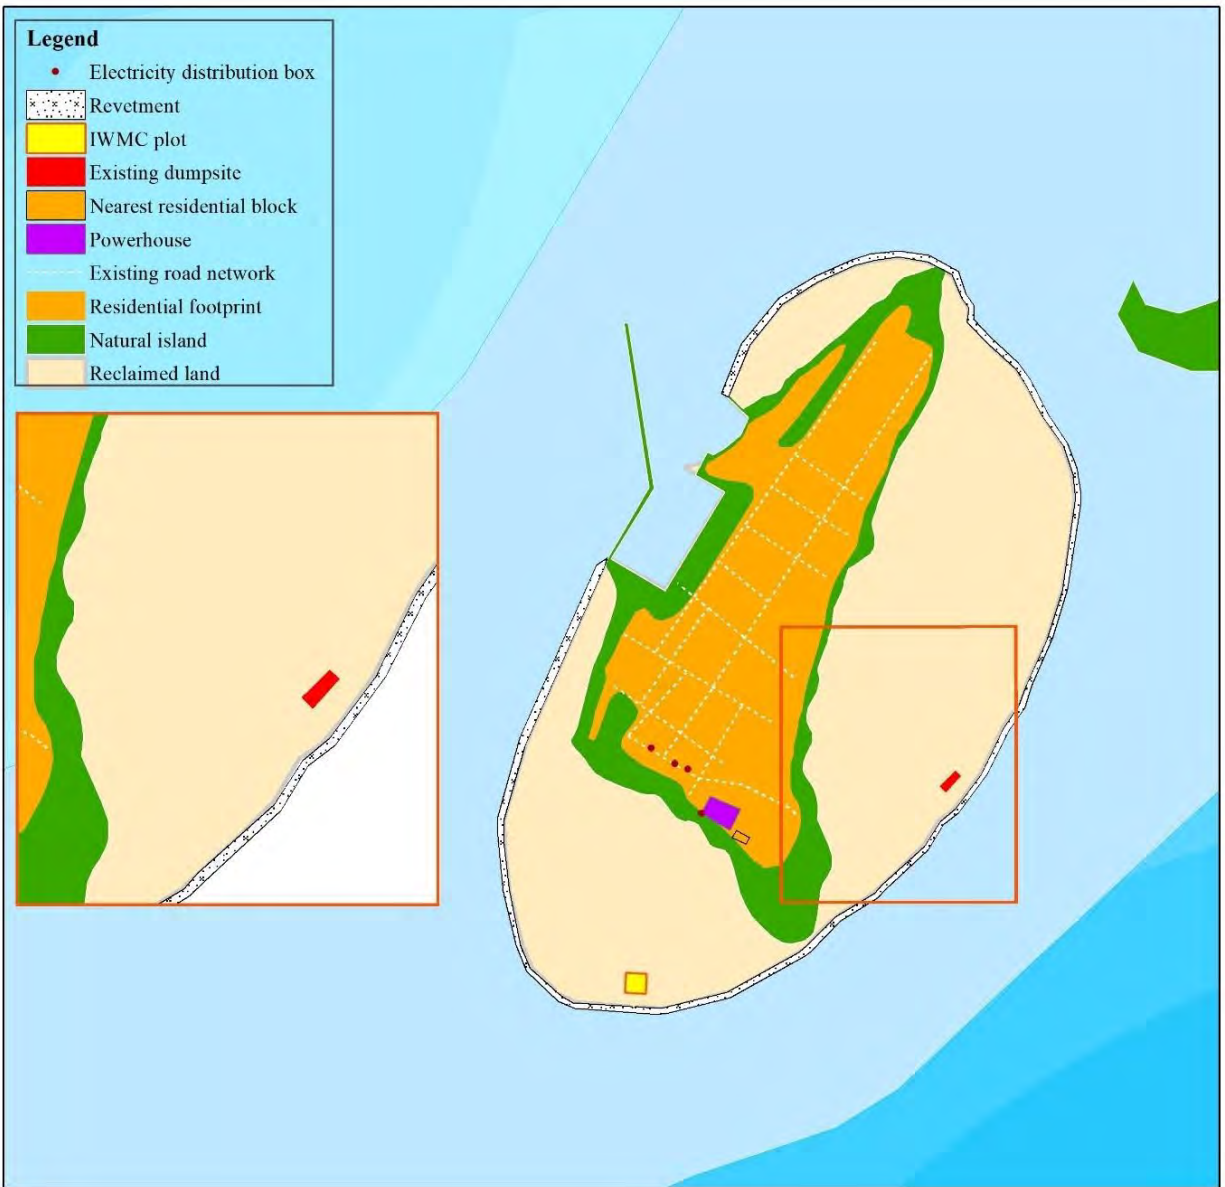 Legend
Electricity distribution box
Revetment
IWMC plot
Existing dumpsite
Nearest residential block
Powerhouse
Existing road network
Residential footprint
Natural island
Reclaimed land